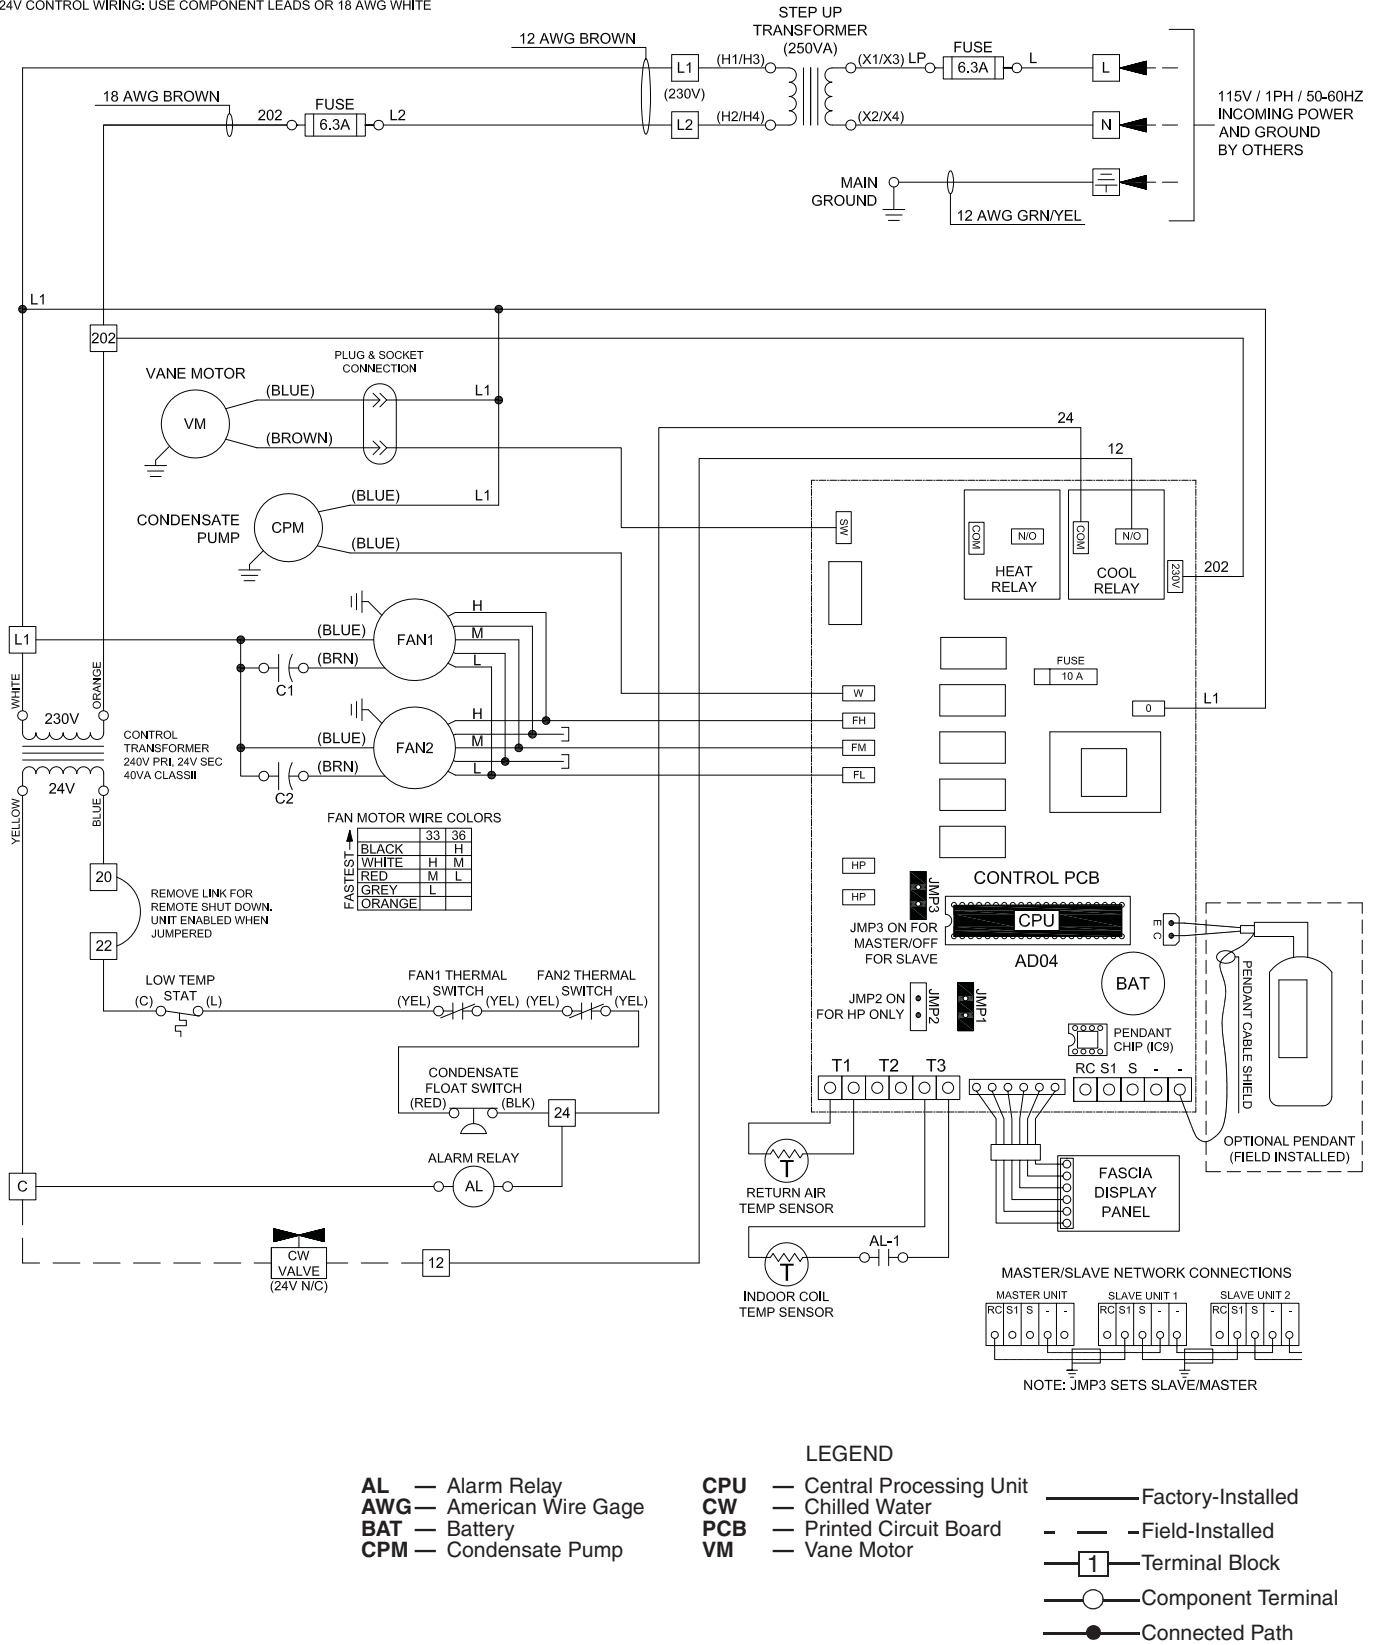 24V CONTROL WIRING: USE COMPONENT LEADS OR 18 AWG WHITE
STEP UP
TRANSFORMER
(250VA)
12 AWG BROWN
L1
(H1/H3)
(X1/X3)
LP
FUSE
6.3A
L
L
(230V)
18 AWG BROWN
202
FUSE
6.3A
L2
L2
(H2/H4)
(X2/X4)
N
115V / 1PH / 50-60HZ
INCOMING POWER
AND GROUND
BY OTHERS
MAIN
GROUND
12 AWG GRN/YEL
L1
202
VANE MOTOR
PLUG & SOCKET
CONNECTION
VM
(BLUE)
L1
(BROWN)
24
12
CONDENSATE
PUMP
CPM
(BLUE)
L1
(BLUE)
SW
COM
N/O
HEAT
RELAY
COM
N/O
COOL
RELAY
230V
202
L1
FAN1
(BLUE)
(BRN)
C1
H
M
L
FUSE
10 A
WHITE
ORANGE
230V
24V
YELLOW
BLUE
CONTROL
TRANSFORMER
240V PRI, 24V SEC
40VA CLASSII
FAN2
(BLUE)
(BRN)
C2
H
M
L
W
FH
FM
FL
0
L1
FAN MOTOR WIRE COLORS
33 36
BLACK H
WHITE H M
RED M L
GREY L
ORANGE
FASTEST
20
REMOVE LINK FOR
REMOTE SHUT DOWN.
UNIT ENABLED WHEN
JUMPERED
22
HP
HP
JMP3
CONTROL PCB
CPU
AD04
JMP3 ON FOR
MASTER/OFF
FOR SLAVE
E
C
BAT
JMP2 ON
FOR HP ONLY
JMP2
JMP1
PENDANT
CHIP (IC9)
PENDANT CABLE SHIELD
OPTIONAL PENDANT
(FIELD INSTALLED)
LOW TEMP
STAT
(C)
(L)
FAN1 THERMAL
SWITCH
(YEL)
(YEL)
FAN2 THERMAL
SWITCH
(YEL)
(YEL)
T1
T2
T3
RC S1 S - -
CONDENSATE
FLOAT SWITCH
(RED)
(BLK)
24
ALARM RELAY
C
AL
RETURN AIR
TEMP SENSOR
T
FASCIA
DISPLAY
PANEL
CW
VALVE
(24V N/C)
12
AL-1
T
INDOOR COIL
TEMP SENSOR
MASTER/SLAVE NETWORK CONNECTIONS
MASTER UNIT
RC S1 S - -
SLAVE UNIT 1
RC S1 S - -
SLAVE UNIT 2
RC S1 S - -
NOTE: JMP3 SETS SLAVE/MASTER
LEGEND
AL — Alarm Relay
AWG — American Wire Gage
BAT — Battery
CPM — Condensate Pump
CPU — Central Processing Unit
CW — Chilled Water
PCB — Printed Circuit Board
VM — Vane Motor
Factory-Installed
Field-Installed
1 Terminal Block
Component Terminal
Connected Path